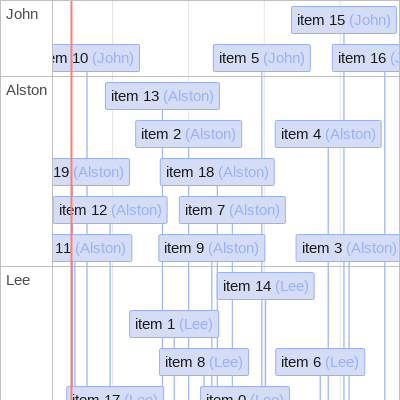 John
item 15 (John)
10 (John)
item 5 (John)
item 16
Alston
item 13 (Alston)
item 2 (Alston)
item 4 (Alston)
19 (Alston)
item 18 (Alston)
item 12 (Alston)
item 7 (Alston)
11 (Alston)
item 9 (Alston)
item 3 (Alston)
Lee
item 14 (Lee)
item 1 (Lee)
item 8 (Lee)
item 6 (Lee)
item 17 (Lee)
item 0 (Lee)